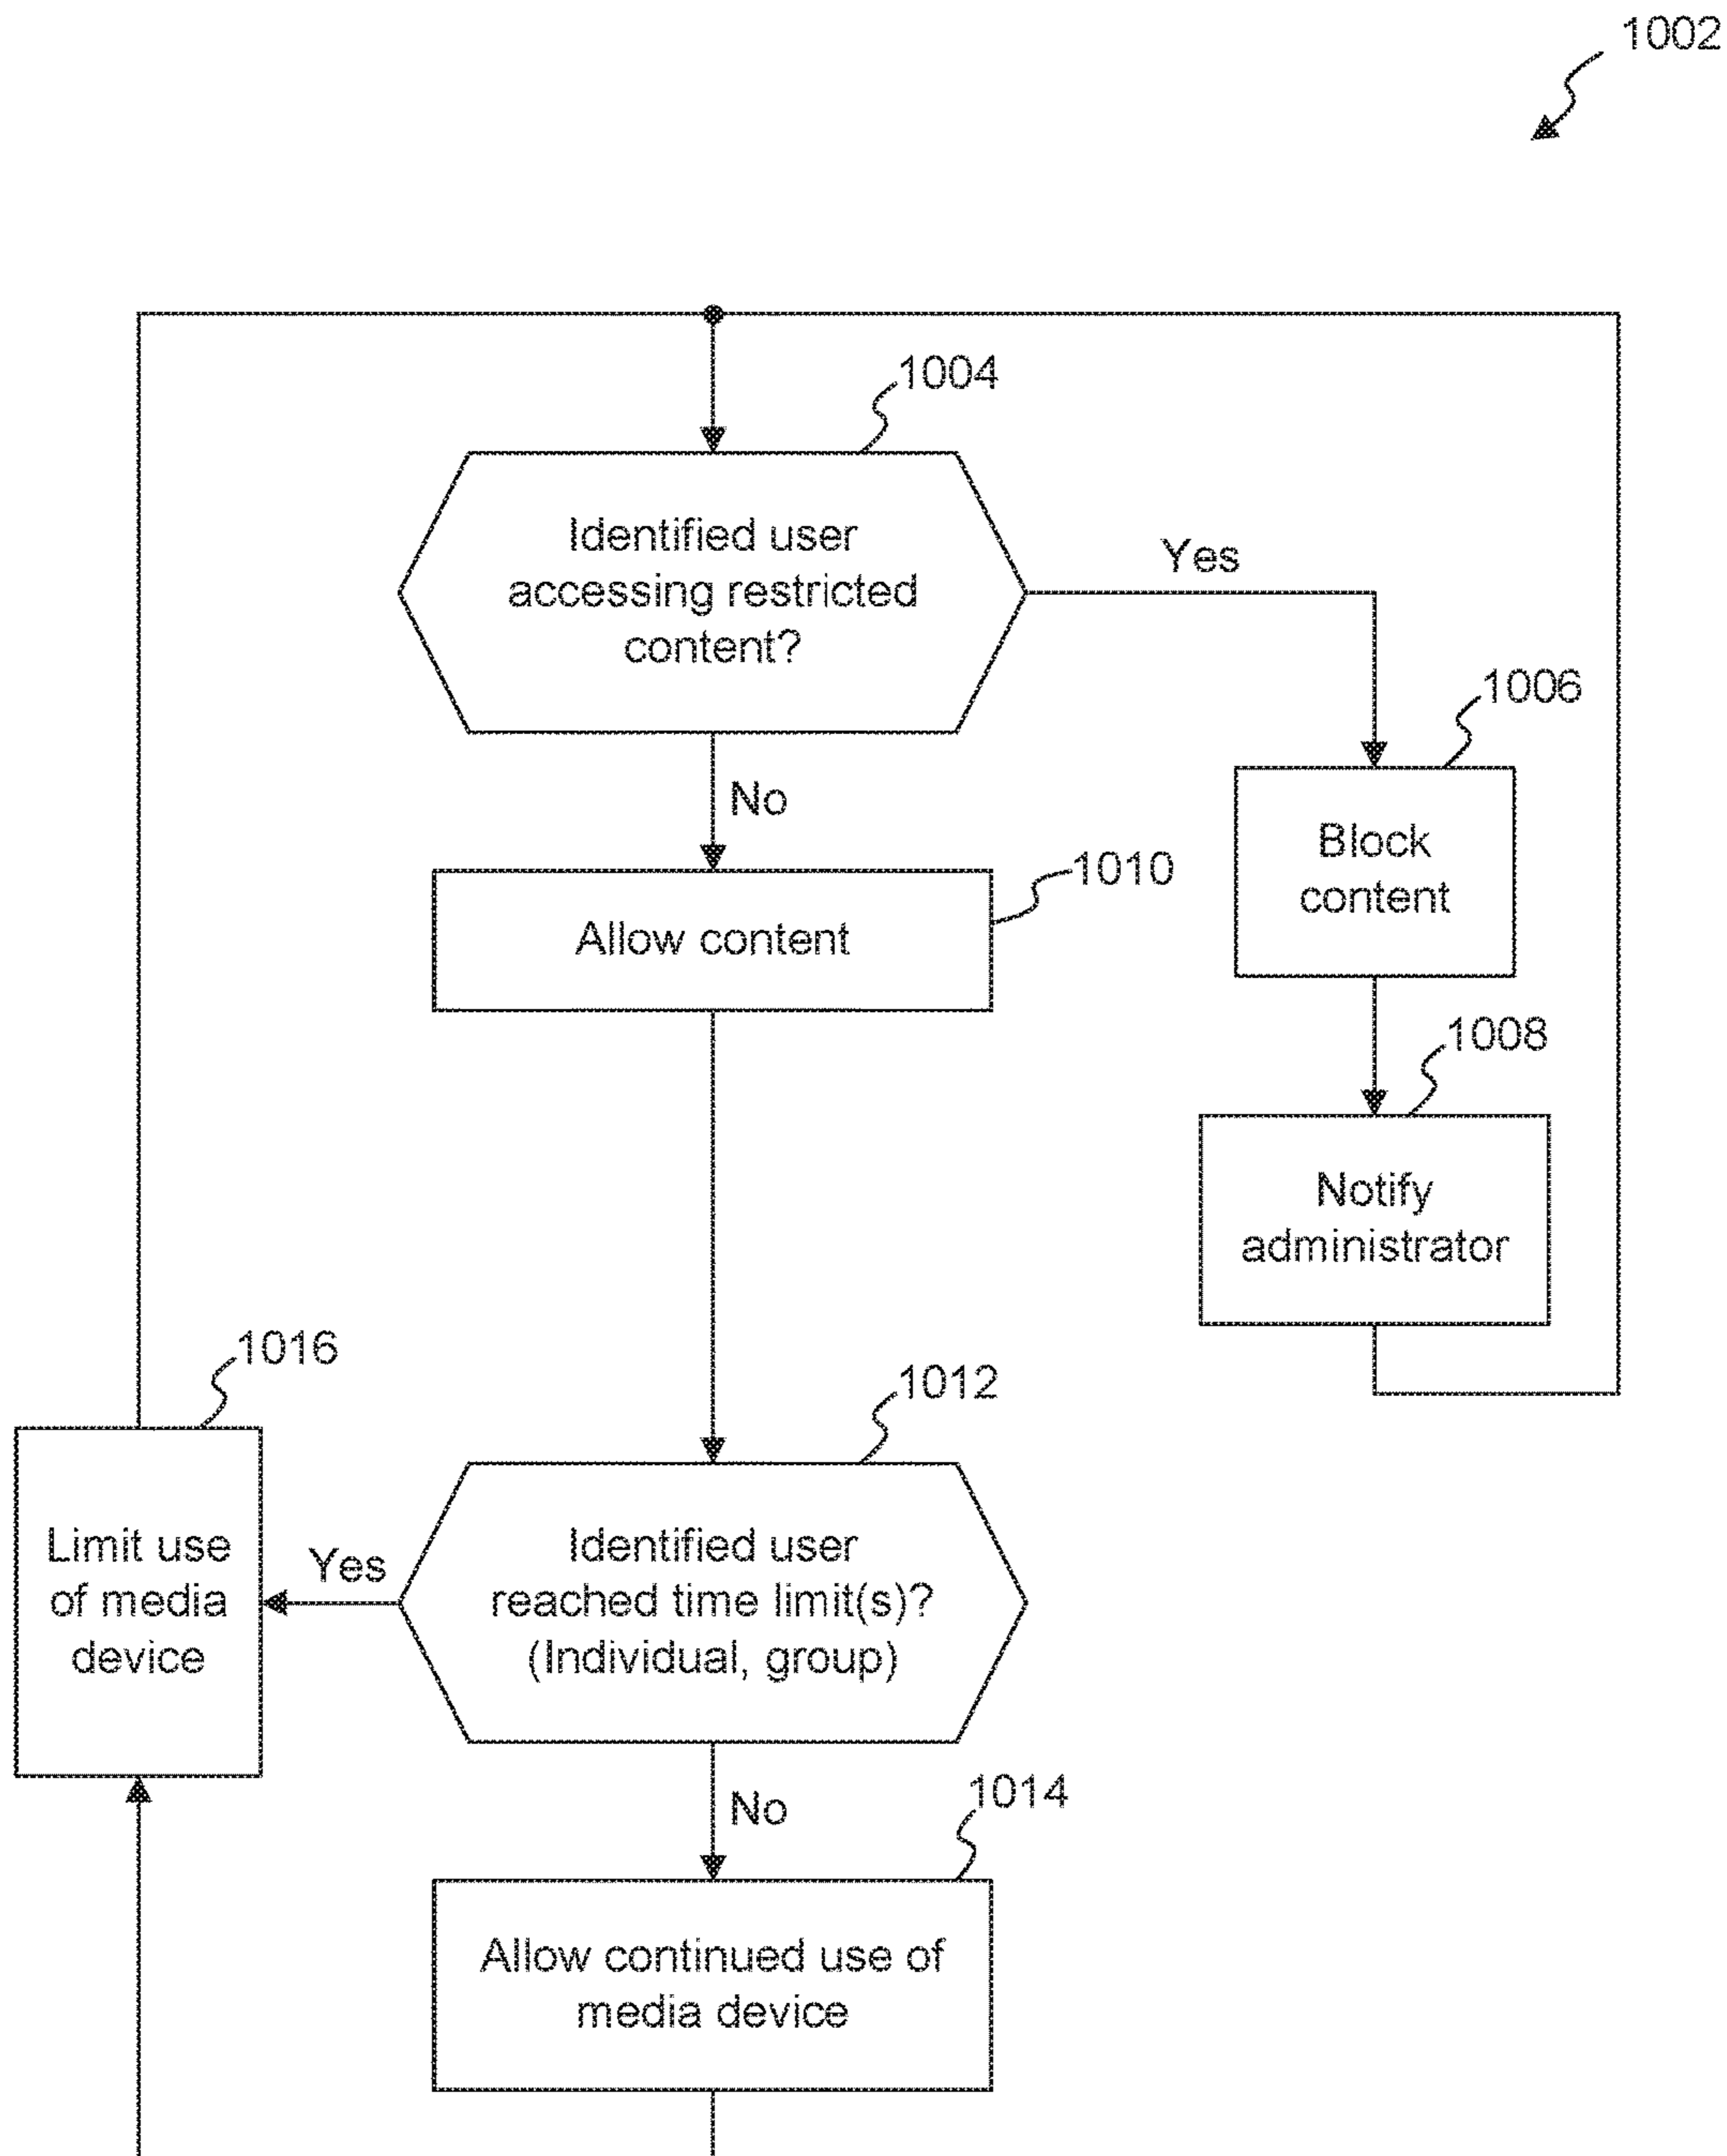 1002
1004
Identified user
accessing restricted
content?
Yes
1006
No
Block
content
1010
Allow content
1008
Notify
administrator
1016
1012
Limit use
of media
device
Yes
Identified user
reached time limit(s)?
(Individual, group)
No
1014
Allow continued use of
media device